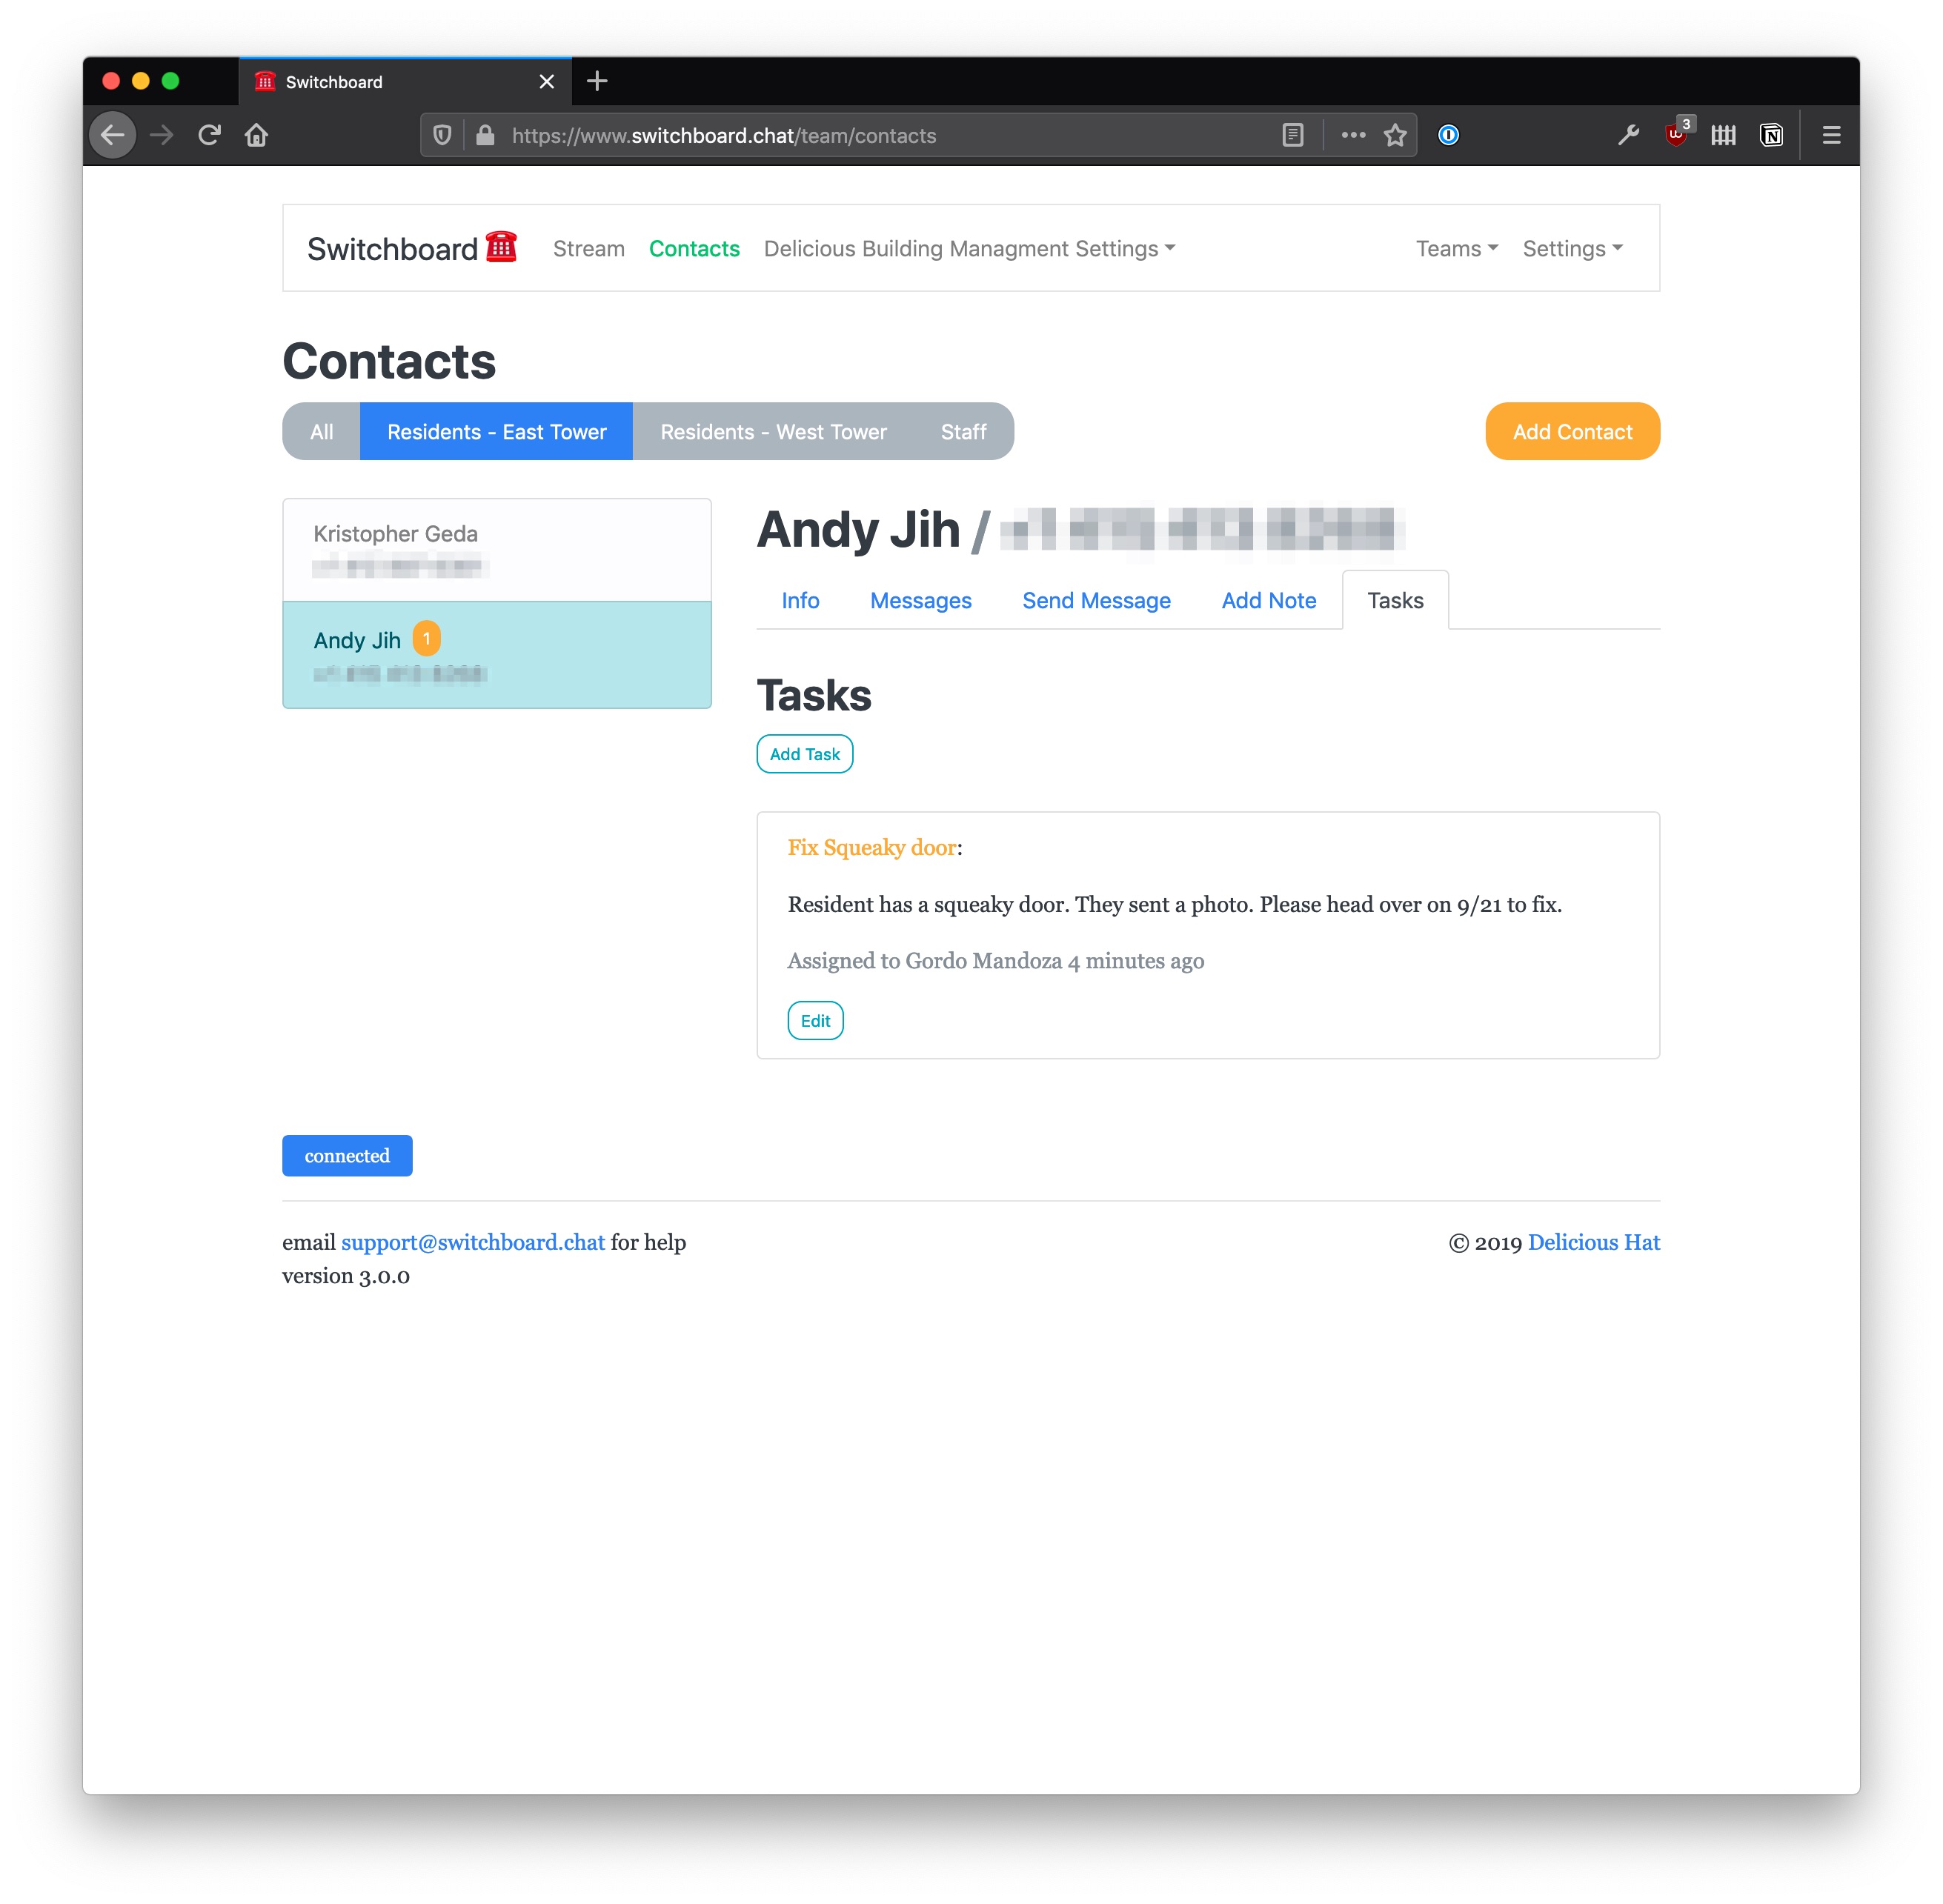 Switchboard
https://www.switchboard.chat/team/contacts
3
Switchboard Stream Contacts Delicious Building Managment Settings Teams Settings
Contacts
All Residents - East Tower Residents - West Tower Staff Add Contact
Kristopher Geda
Andy Jih 1
Andy Jih /
Info Messages Send Message Add Note Tasks
Tasks
Add Task
Fix Squeaky door:
Resident has a squeaky door. They sent a photo. Please head over on 9/21 to fix.
Assigned to Gordo Mandoza 4 minutes ago
Edit
connected
email support@switchboard.chat for help
© 2019 Delicious Hat
version 3.0.0